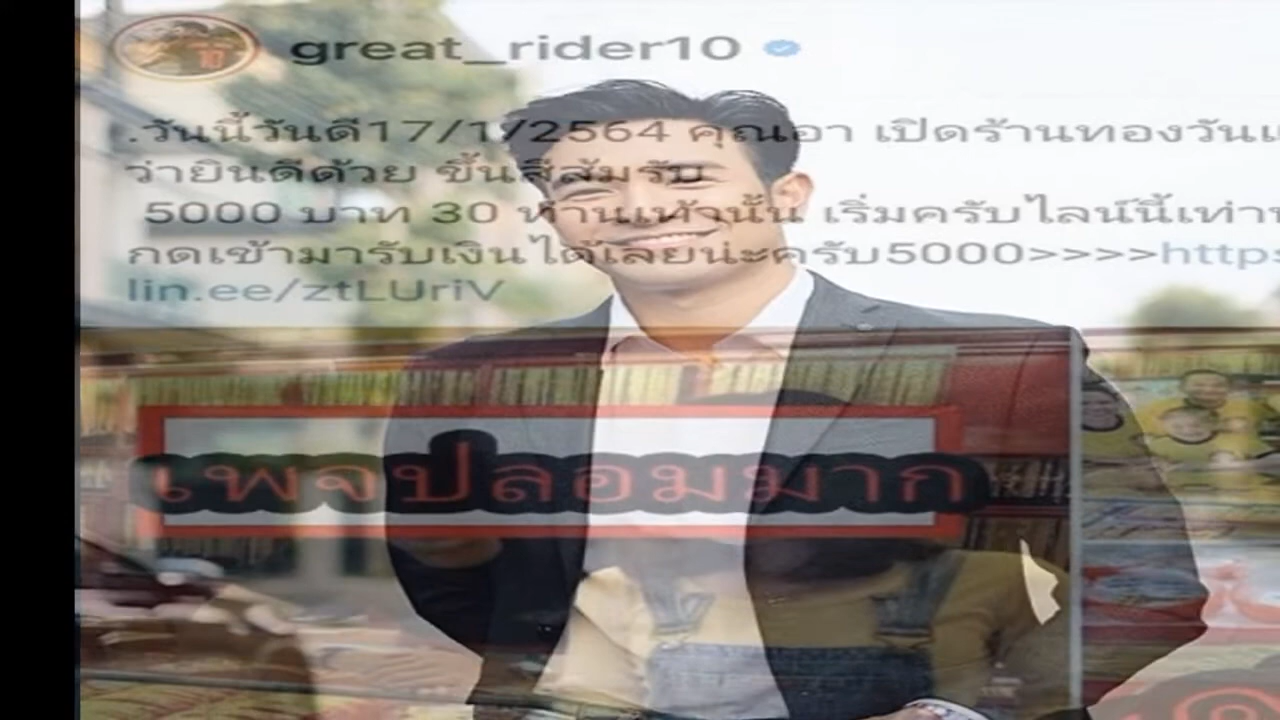 great_rider10
.วันนี้วันดี17/1/2564 คุณอา เปิดร้านทองวัน
ว่ายินดีด้วย ขึ้นสีส้มรับ
5000 บาท 30 ท่านเท่านั้น เริ่มครับไลน์นี้เท่า
กดเข้ามารับเงินได้เลยน่ะครับ5000>>>>https
lin.ee/ztLUriV
เพจปลอมมาก